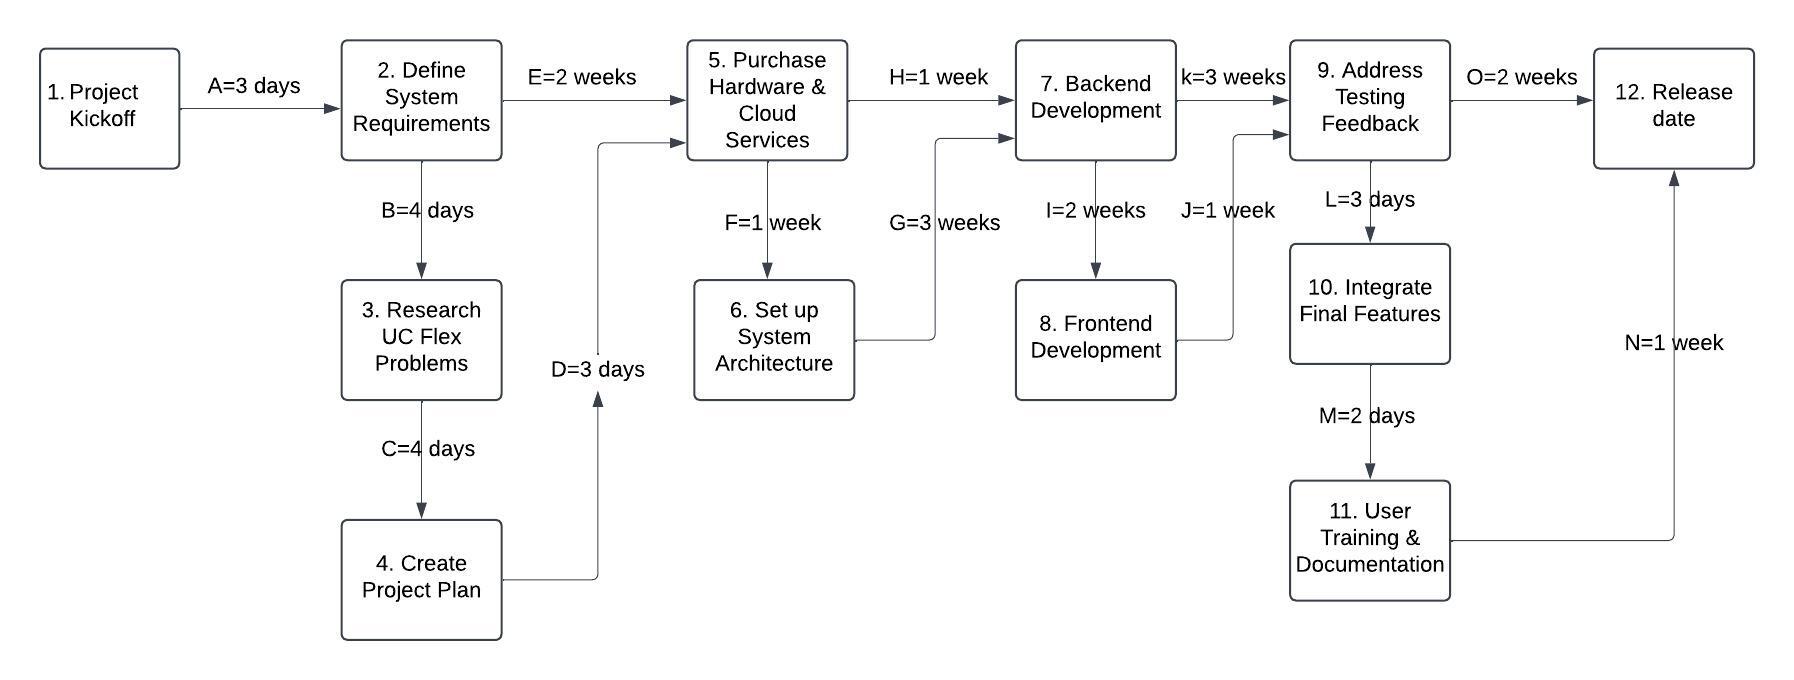 1. Project
Kickoff
A=3 days
2. Define
System
Requirements
E=2 weeks
B=4 days
3. Research
UC Flex
Problems
C=4 days
4. Create
Project Plan
D=3 days
5. Purchase
Hardware &
Cloud
Services
H=1 week
F=1 week
6. Set up
System
Architecture
G=3 weeks
7. Backend
Development
k=3 weeks
I=2 weeks
8. Frontend
Development
J=1 week
9. Address
Testing
Feedback
O=2 weeks
L=3 days
10. Integrate
Final Features
M=2 days
11. User
Training &
Documentation
N=1 week
12. Release
date